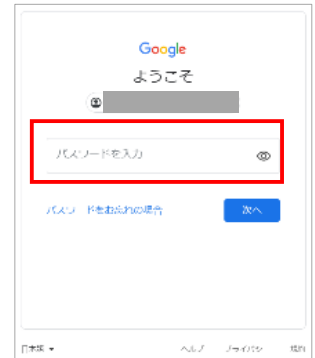 Google
ようこそ
パスワードを入力
パスワードをお忘れの場合
次へ
日本語
ヘルプ プライバシー 規約